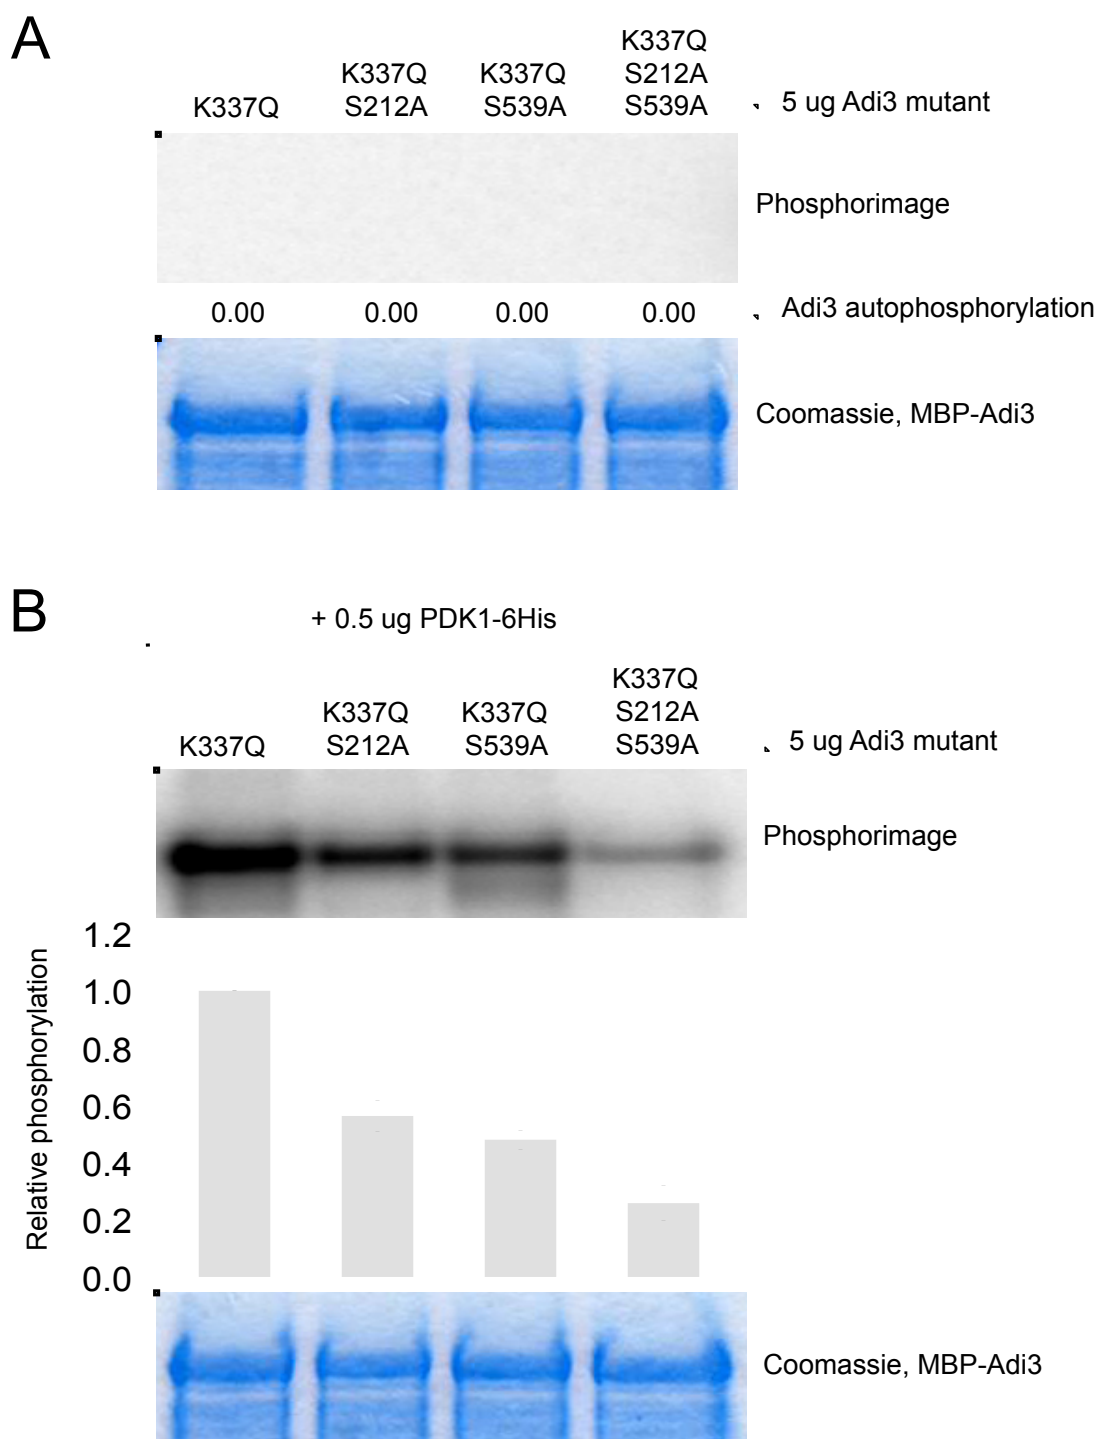 A
K337Q
K337Q
S212A
K337Q
S539A
K337Q
S212A
S539A
5 ug Adi3 mutant
Phosphorimage
0.00
0.00
0.00
0.00
Adi3 autophosphorylation
Coomassie, MBP-Adi3
B
+ 0.5 ug PDK1-6His
K337Q
K337Q
S212A
K337Q
S539A
K337Q
S212A
S539A
5 ug Adi3 mutant
Phosphorimage
Relative phosphorylation
1.2
1.0
0.8
0.6
0.4
0.2
0.0
Coomassie, MBP-Adi3